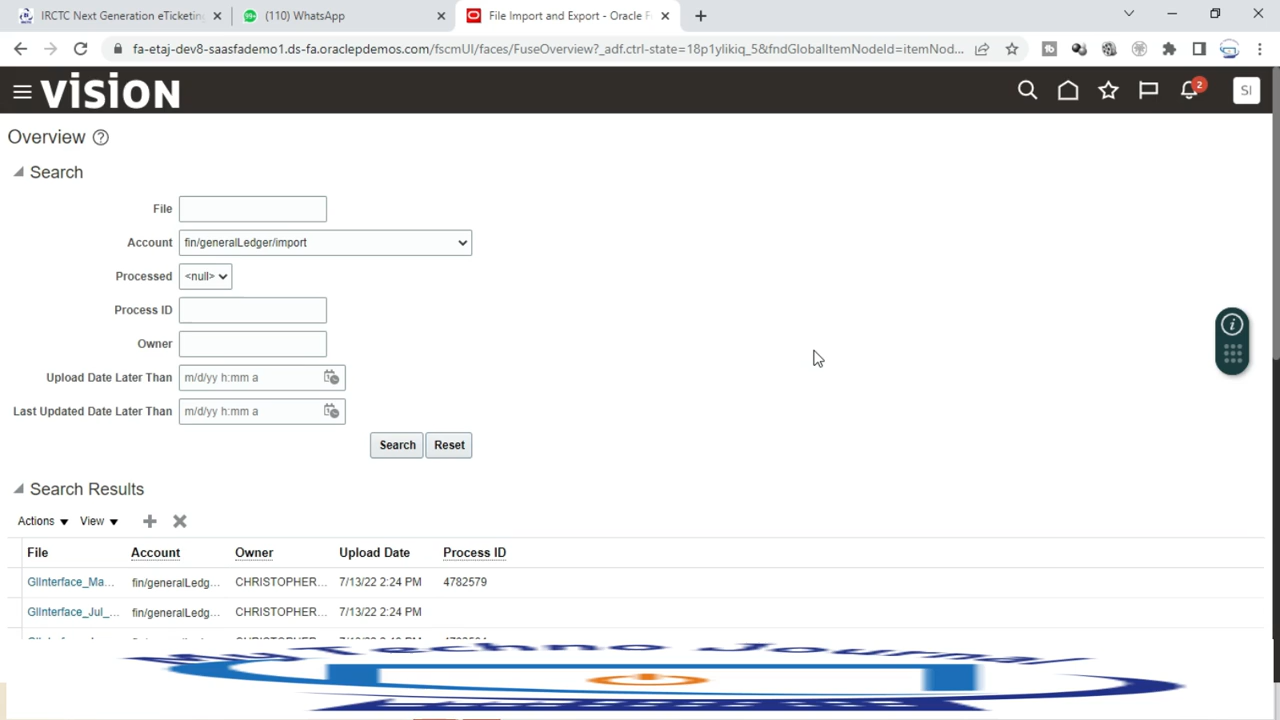 IRCTC Next Generation eTicketing
(110) WhatsApp
File Import and Export - Oracle F
fa-etaj-dev8-saasfademo1.ds-fa.oraclepdemos.com/fscmUI/faces/FuseOverview?_adf.ctrl-state=18p1ylikiq_5&fndGlobalItemNodeId=itemNod...
vision
2
SI
Overview
Search
File
Account fin/generalLedger/import
Processed <null>
Process ID
Owner
Upload Date Later Than m/d/yy h:mm a
Last Updated Date Later Than m/d/yy h:mm a
Search Reset
Search Results
Actions View
File Account Owner Upload Date Process ID
GlInterface_Ma... fin/generalLedg... CHRISTOPHER... 7/13/22 2:24 PM 4782579
GlInterface_Jul_... fin/generalLedg... CHRISTOPHER... 7/13/22 2:24 PM
Techno Journal